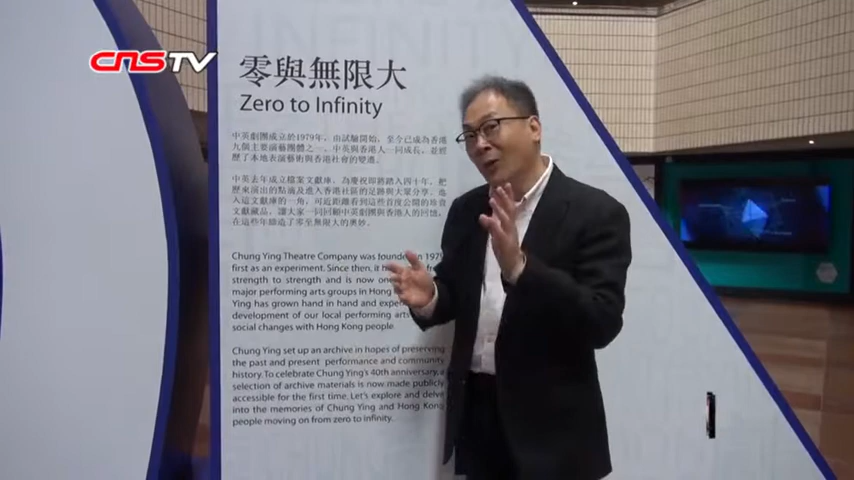 CNSTV
零與無限大
Zero to Infinity
中英劇團成立於1979年，由試驗開始，至今已成為香港
九個主要演藝團體之一。中英與香港人一同成長，並經
歷了本地表演藝術與香港社會的變遷。
中英去年成立檔案文獻庫，為慶祝即將踏入四十年，把
歷來演出的點滴及進入香港社區的足跡與大眾分享。進
入這文獻庫的一角，可近距離看到這些首度公開的珍貴
文獻藏品，讓大家一同回顧中英劇團與香港人的回憶，
在這些年締造了零至無限大的奧妙。
Chung Ying Theatre Company was founded in 1979
first as an experiment. Since then, it has
strength to strength and is now one
major performing arts groups in Hong
Ying has grown hand in hand and expe
development of our local performing arts
social changes with Hong Kong people.
Chung Ying set up an archive in hopes of preserving
the past and present performance and community
history. To celebrate Chung Ying's 40th anniversary, a
selection of archive materials is now made publicly
accessible for the first time. Let's explore and delve
into the memories of Chung Ying and Hong Kong
people moving on from zero to infinity.